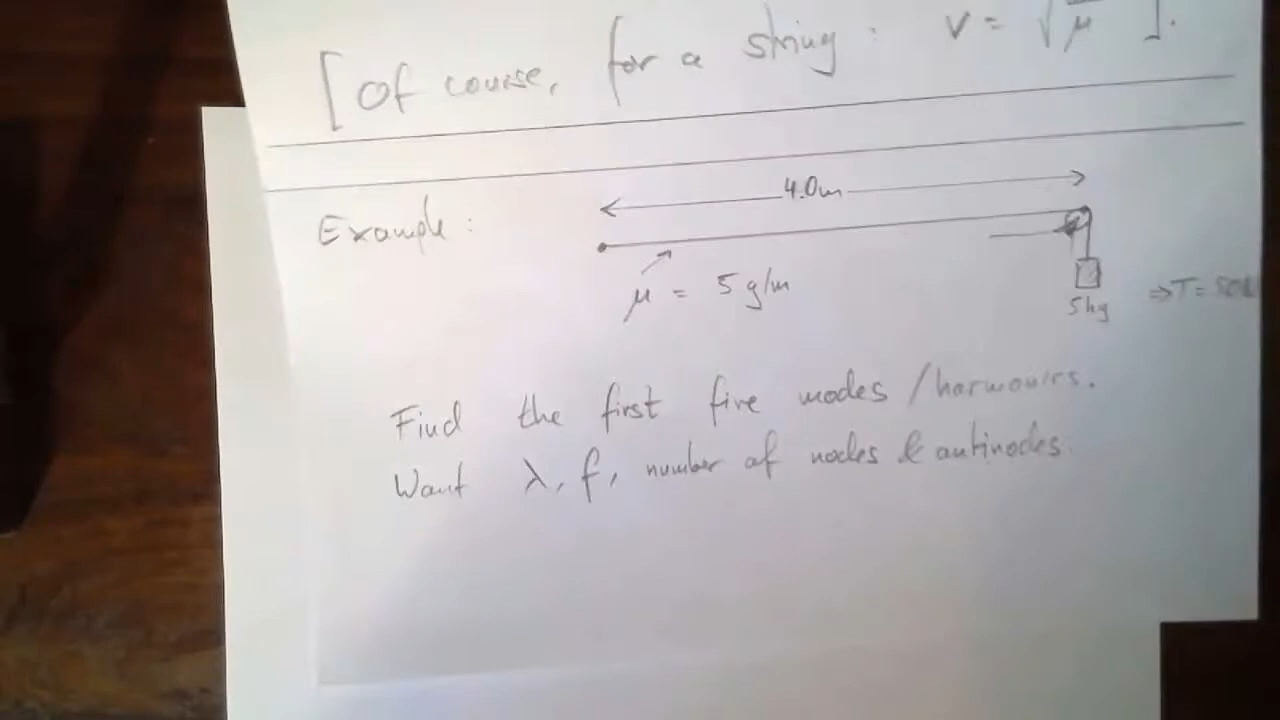 [Of course, for a string: v = √μ ].
4.0m
Example:
μ = 5 g/m
5kg
⇒T=
Find the first five modes/harmonics.
Want λ, f, number of nodes & antinodes.